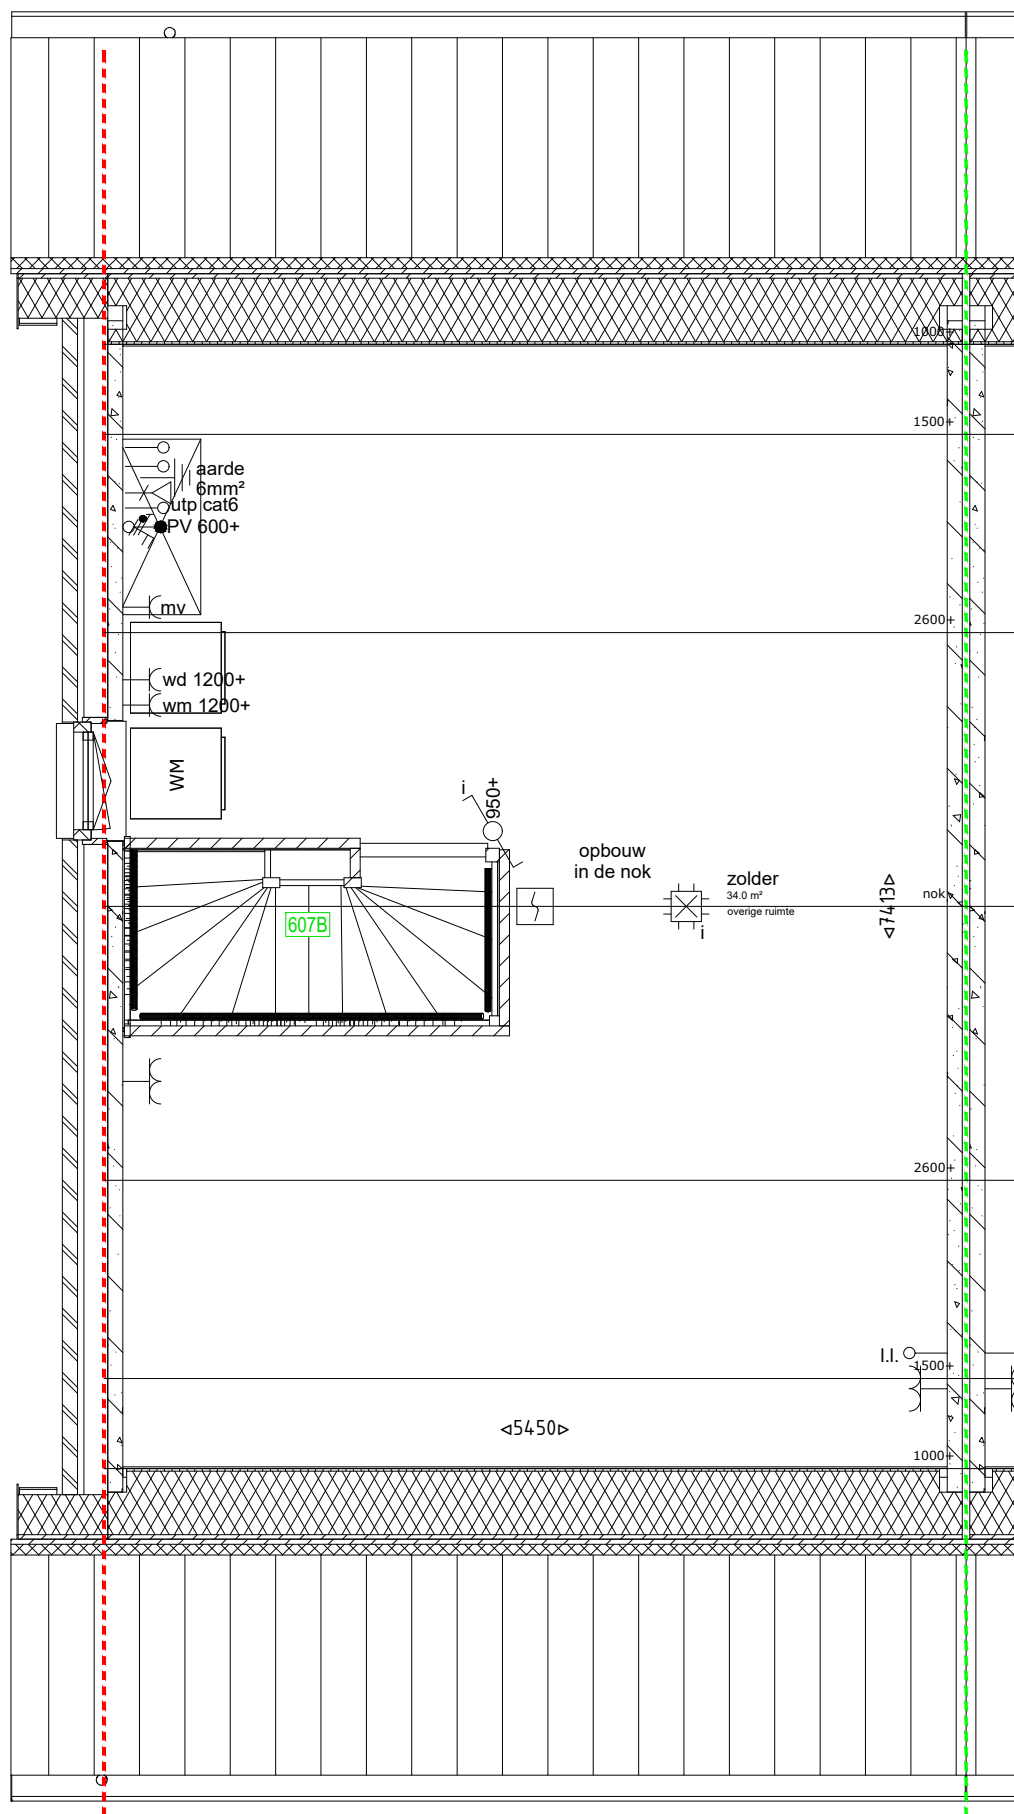 1000+
1500+
aarde
6mm²
utp cat6
PV 600+
mv
2600+
wd 1200+
wm 1200+
WM
i
950+
opbouw
in de nok
zolder
34.0 m²
overige ruimte
i
7413
nok
607B
2600+
l.l.
1500+
5450
1000+